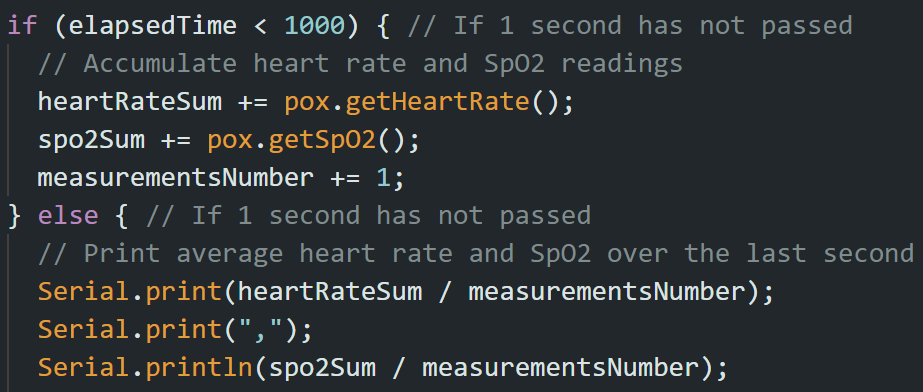 if (elapsedTime < 1000) { // If 1 second has not passed
// Accumulate heart rate and SpO2 readings
heartRateSum += pox.getHeartRate();
spo2Sum += pox.getSpO2();
measurementsNumber += 1;
} else { // If 1 second has not passed
// Print average heart rate and SpO2 over the last second
Serial.print(heartRateSum / measurementsNumber);
Serial.print(",");
Serial.println(spo2Sum / measurementsNumber);